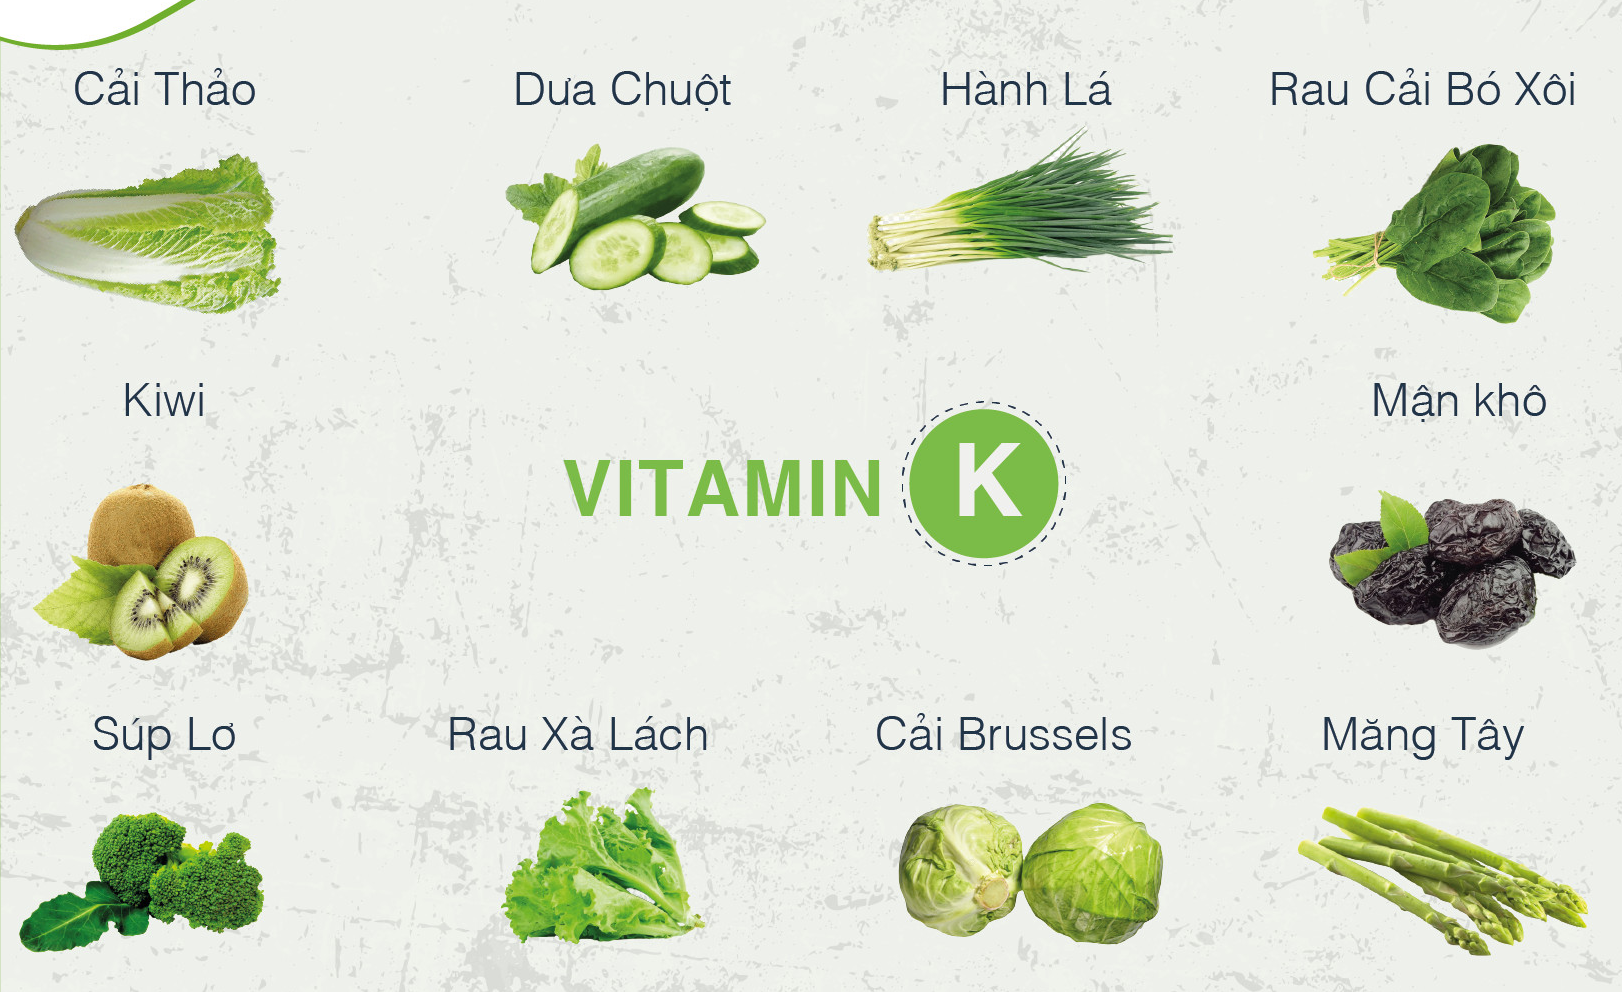 Cải Thảo
Dưa Chuột
Hành Lá
Rau Cải Bó Xôi
Kiwi
Mận khô
VITAMIN K
Súp Lơ
Rau Xà Lách
Cải Brussels
Măng Tây